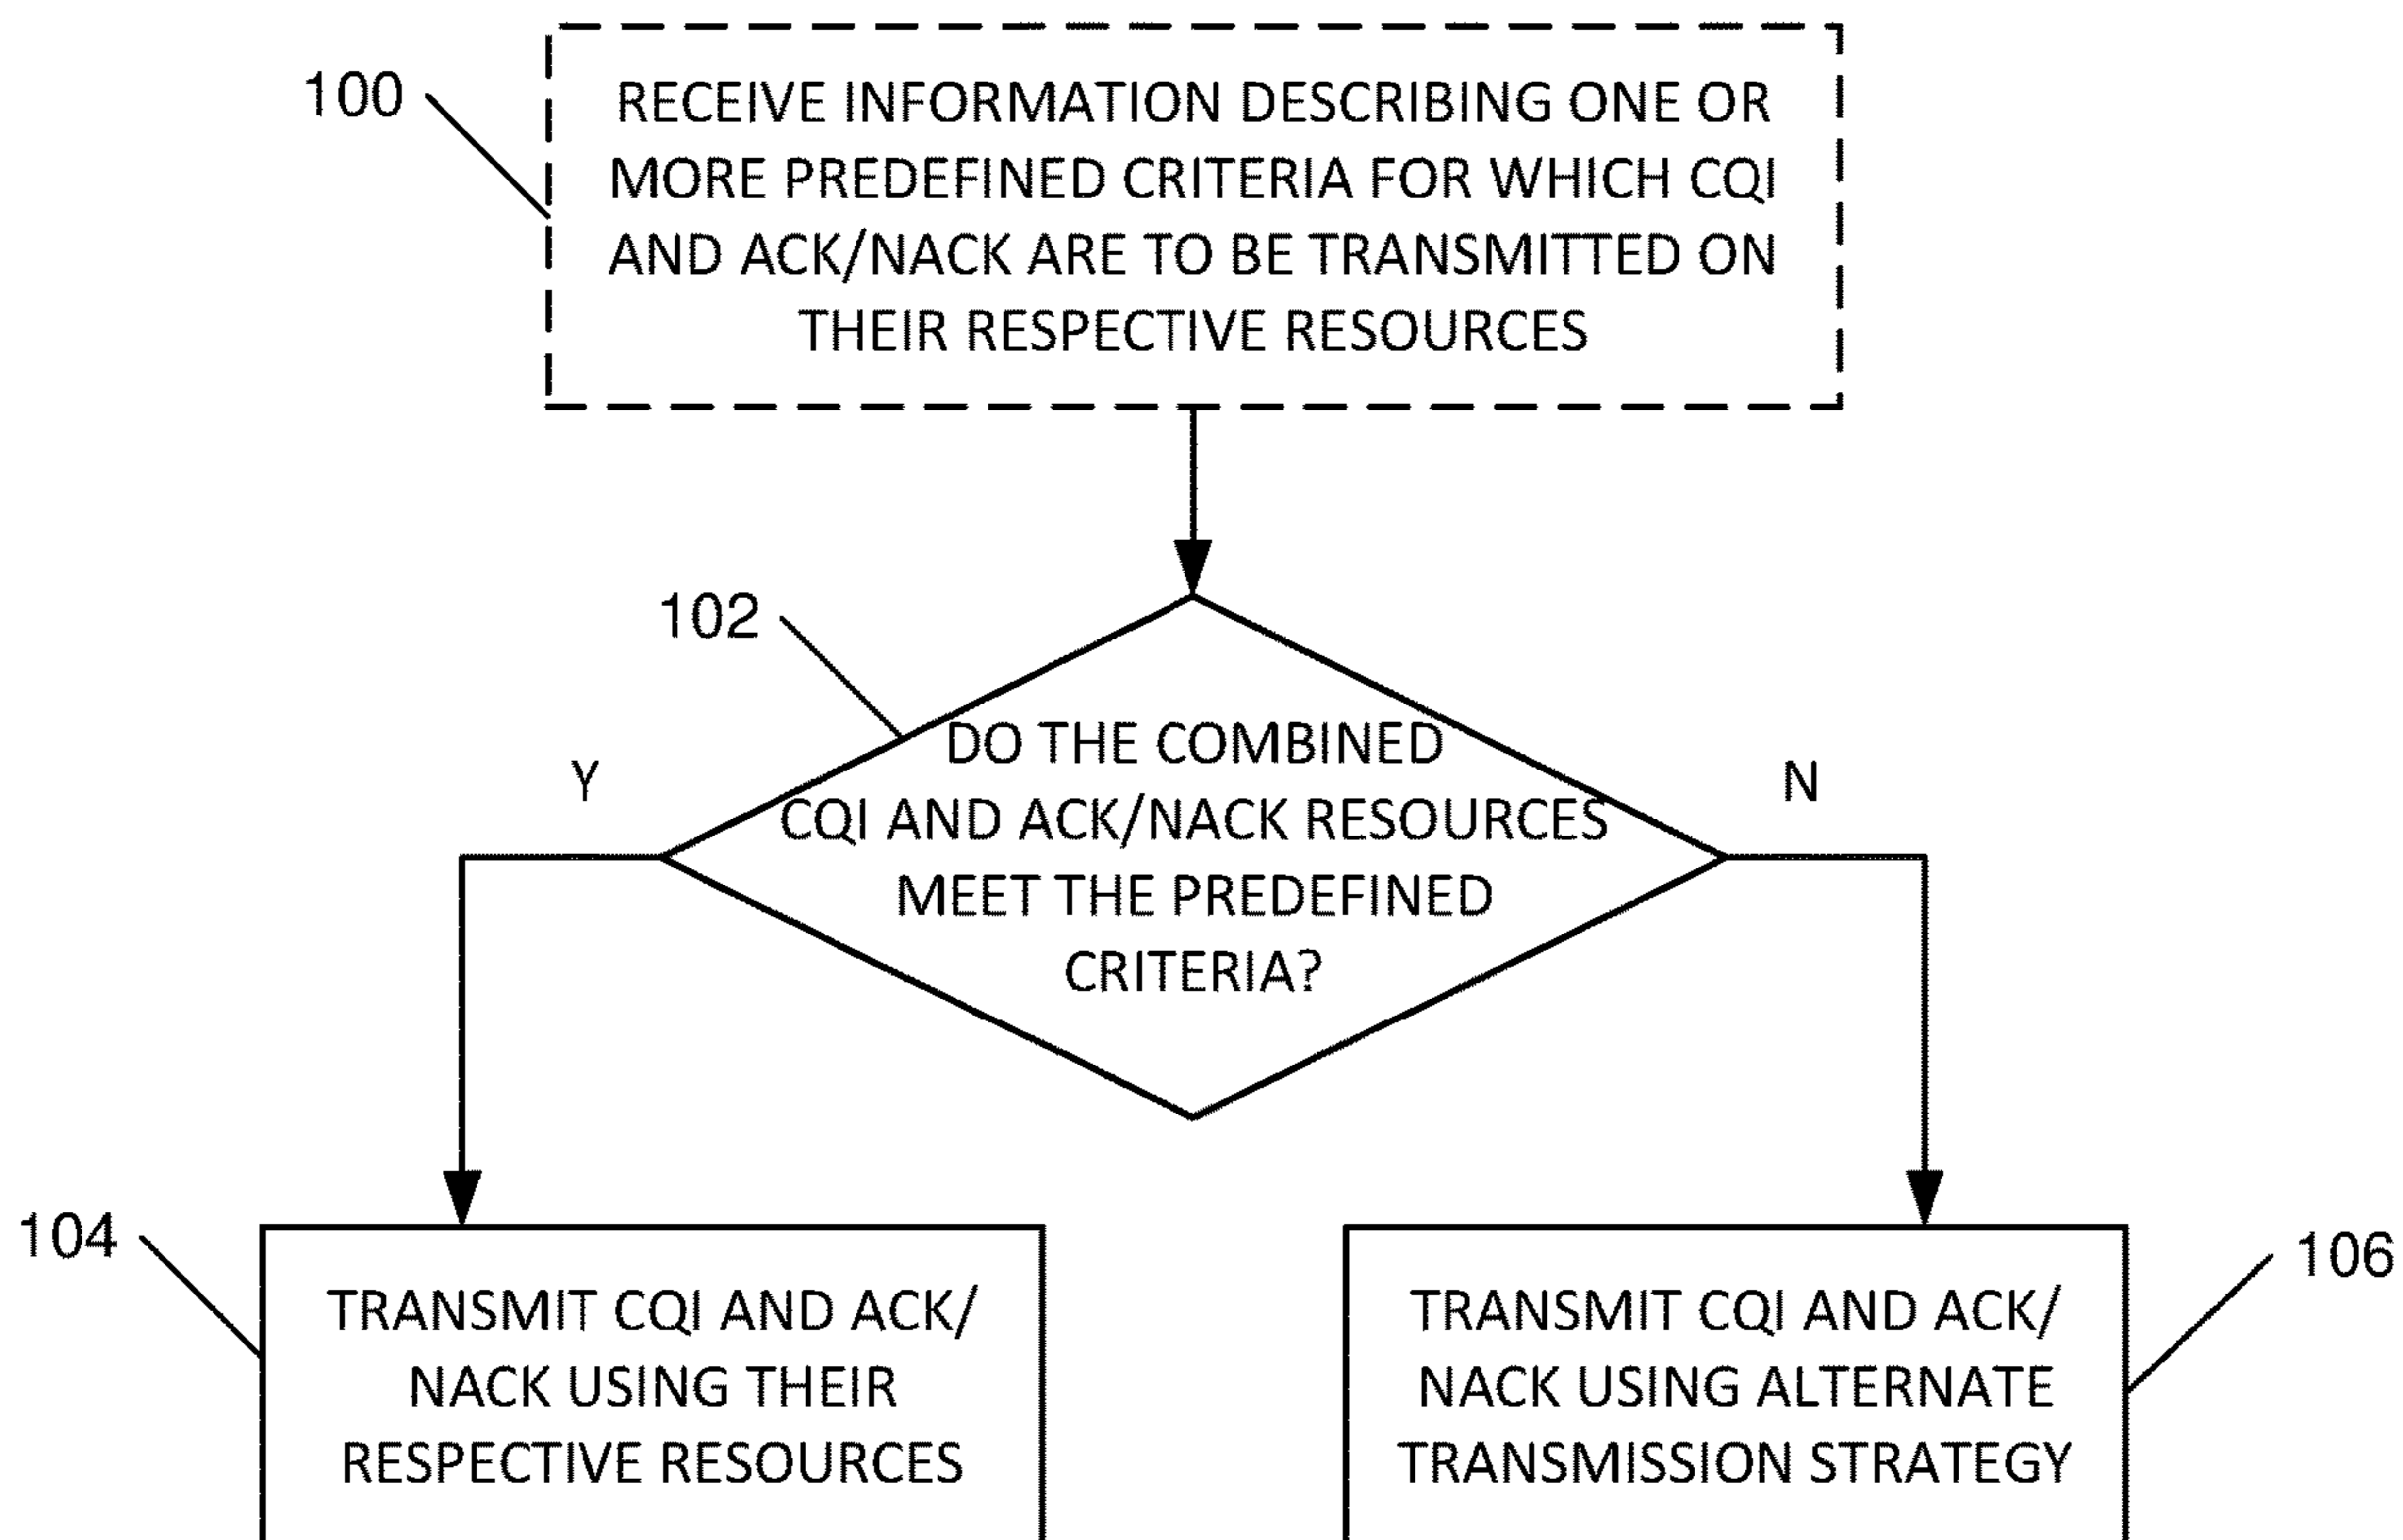 100
RECEIVE INFORMATION DESCRIBING ONE OR
MORE PREDEFINED CRITERIA FOR WHICH CQI
AND ACK/NACK ARE TO BE TRANSMITTED ON
THEIR RESPECTIVE RESOURCES
102
DO THE COMBINED
CQI AND ACK/NACK RESOURCES
MEET THE PREDEFINED
CRITERIA?
Y
N
104
TRANSMIT CQI AND ACK/
NACK USING THEIR
RESPECTIVE RESOURCES
106
TRANSMIT CQI AND ACK/
NACK USING ALTERNATE
TRANSMISSION STRATEGY